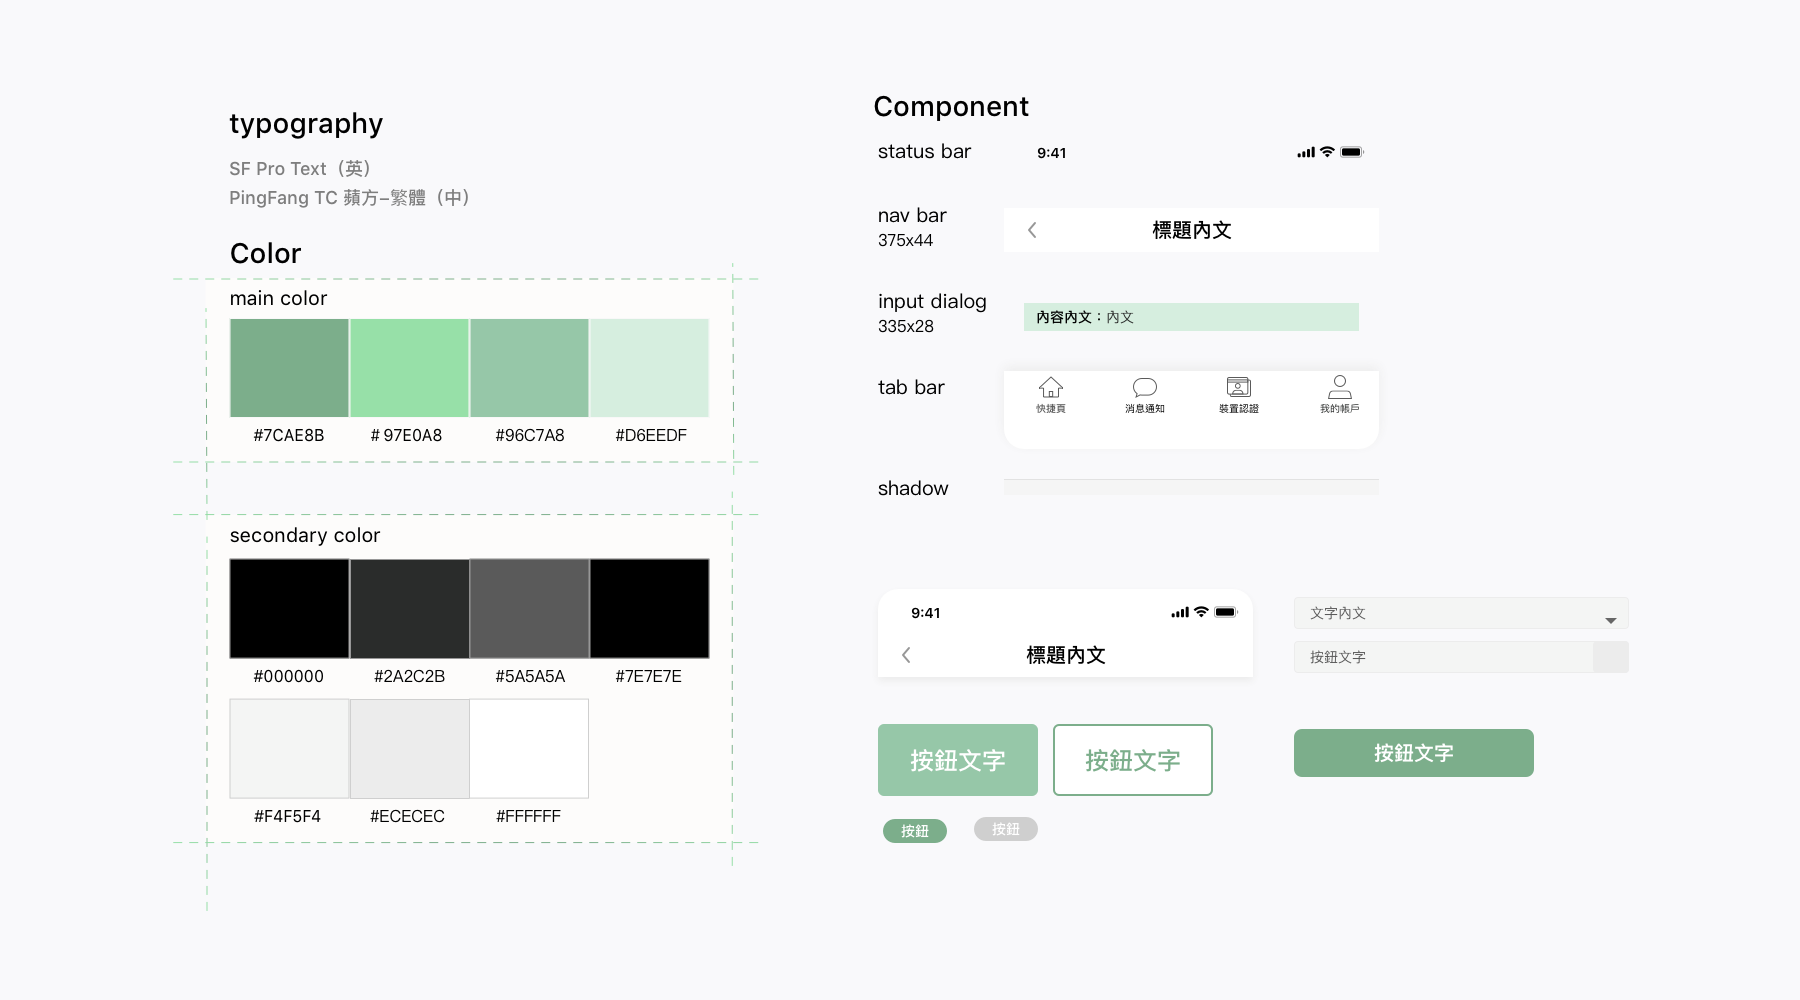 typography
SF Pro Text（英）
PingFang TC 蘋方–繁體（中）
Color
main color
#7CAE8B
# 97E0A8
#96C7A8
#D6EEDF
secondary color
#000000
#2A2C2B
#5A5A5A
#7E7E7E
#F4F5F4
#ECECEC
#FFFFFF
Component
status bar
9:41
nav bar
375x44
標題內文
input dialog
335x28
內容內文：內文
tab bar
快捷頁
消息通知
裝置認證
我的帳戶
shadow
9:41
標題內文
文字內文
按鈕文字
按鈕文字
按鈕文字
按鈕文字
按鈕
按鈕